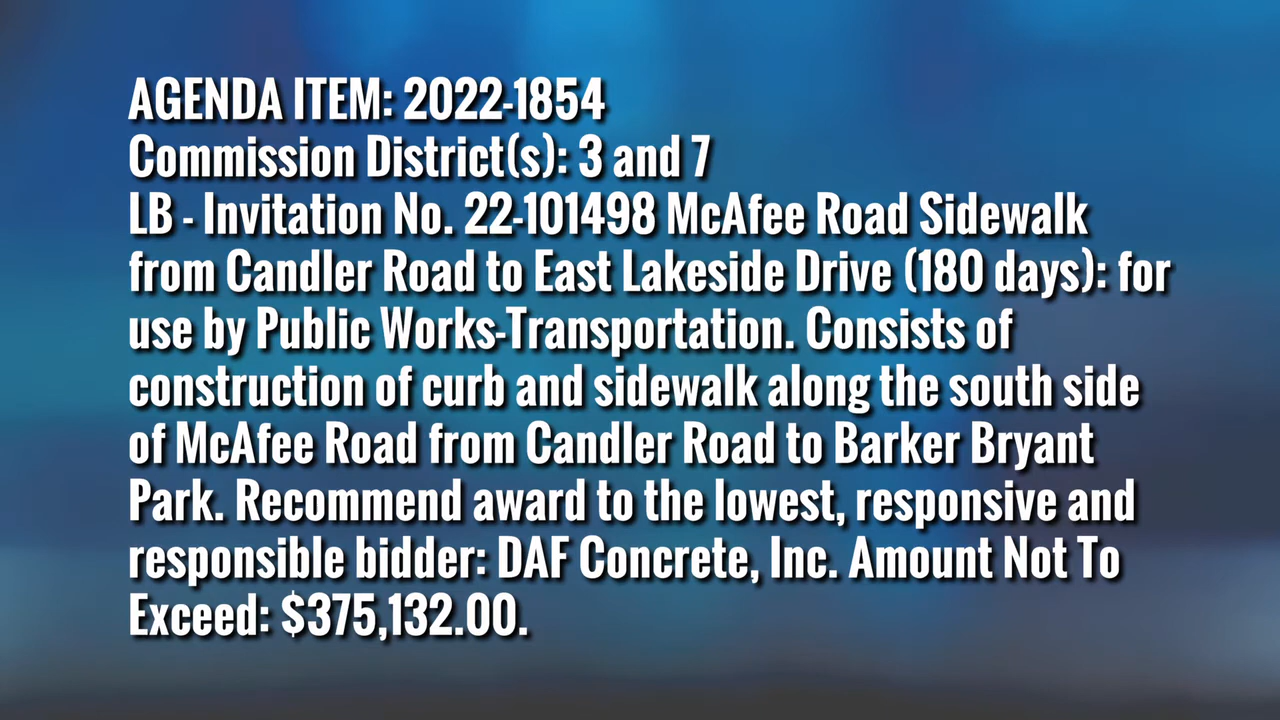 AGENDA ITEM: 2022-1854
Commission District(s): 3 and 7
LB - Invitation No. 22-101498 McAfee Road Sidewalk
from Candler Road to East Lakeside Drive (180 days): for
use by Public Works-Transportation. Consists of
construction of curb and sidewalk along the south side
of McAfee Road from Candler Road to Barker Bryant
Park. Recommend award to the lowest, responsive and
responsible bidder: DAF Concrete, Inc. Amount Not To
Exceed: $375,132.00.